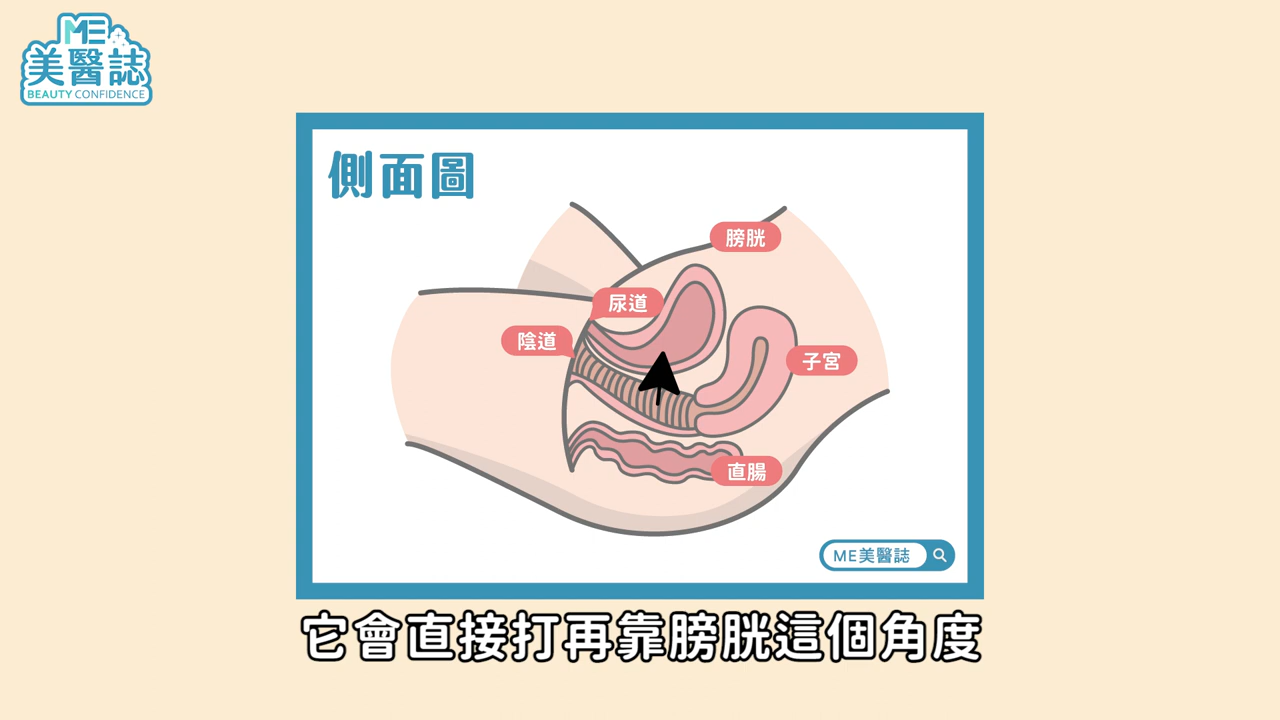 ME
美醫誌
BEAUTY CONFIDENCE
側面圖
膀胱
尿道
陰道
子宮
直腸
ME美醫誌
它會直接打再靠膀胱這個角度